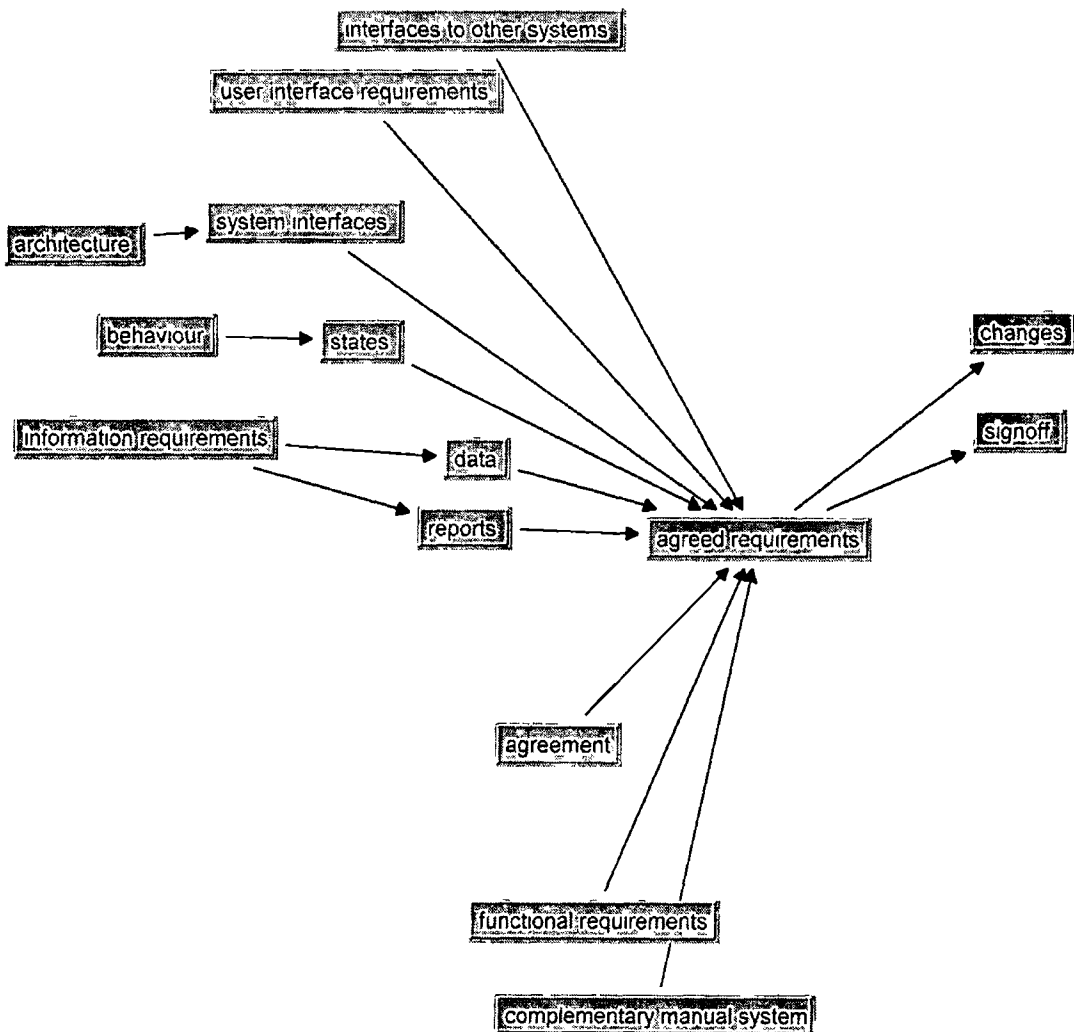 interfaces to other systems
user interface requirements
system interfaces
architecture
behaviour
states
changes
information requirements
data
signoff
reports
agreed requirements
agreement
functional requirements
complementary manual system